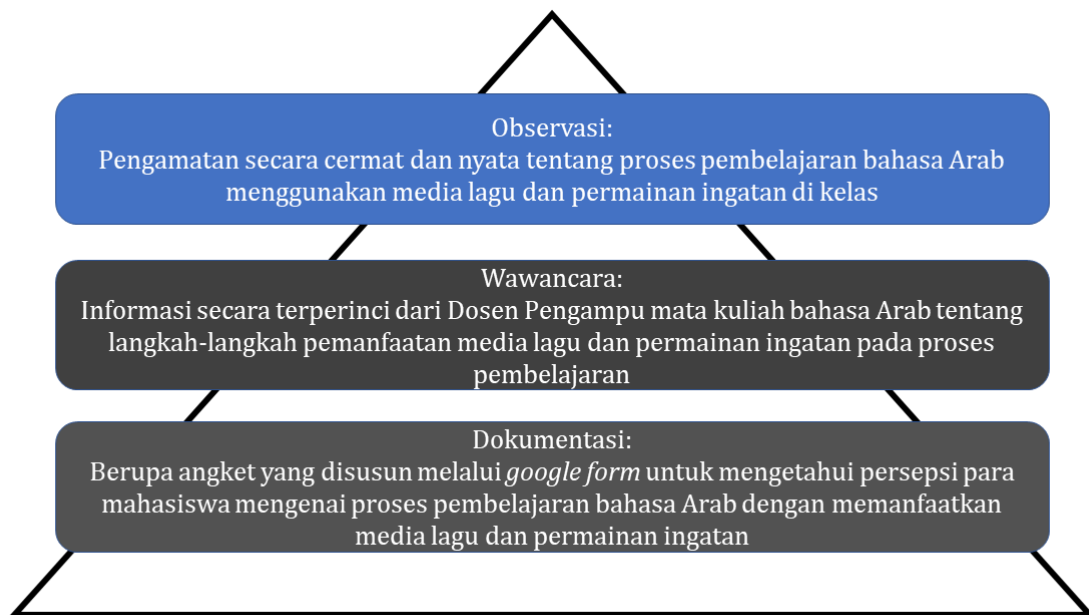 Observasi:
Pengamatan secara cermat dan nyata tentang proses pembelajaran bahasa Arab
menggunakan media lagu dan permainan ingatan di kelas
Wawancara:
Informasi secara terperinci dari Dosen Pengampu mata kuliah bahasa Arab tentang
langkah-langkah pemanfaatan media lagu dan permainan ingatan pada proses
pembelajaran
Dokumentasi:
Berupa angket yang disusun melalui google form untuk mengetahui persepsi para
mahasiswa mengenai proses pembelajaran bahasa Arab dengan memanfaatkan
media lagu dan permainan ingatan